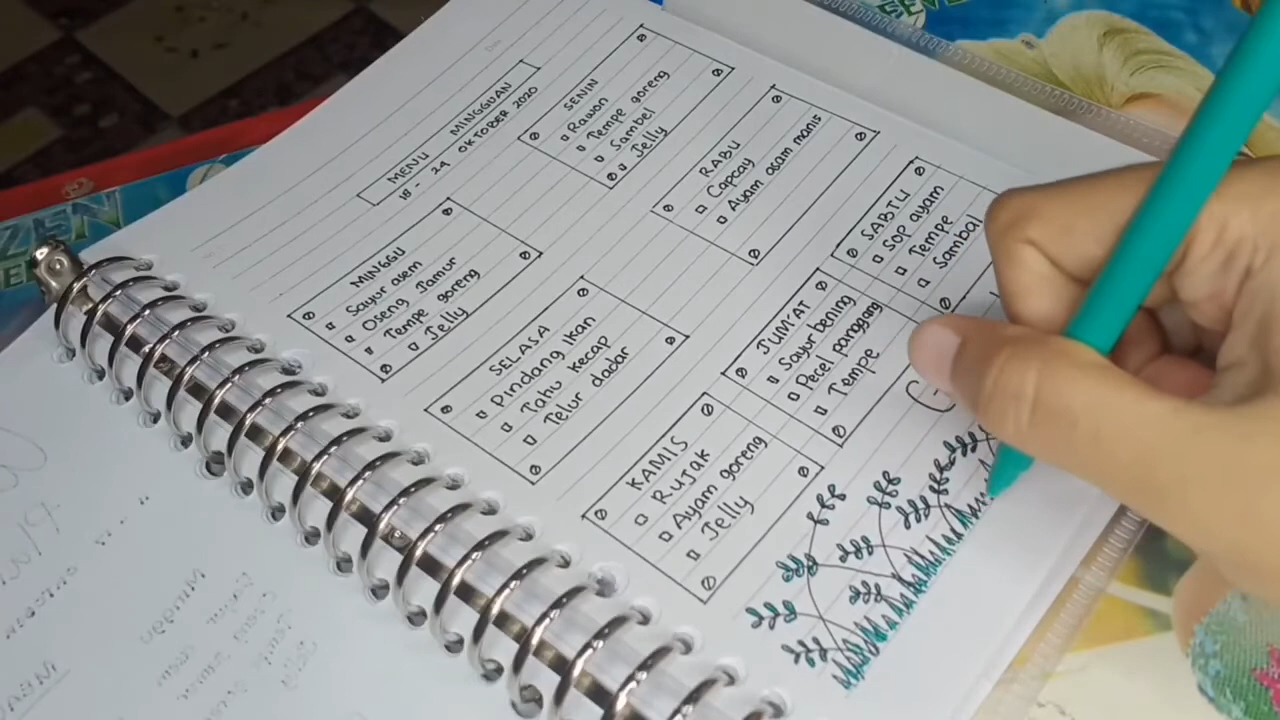 MENU MINGGUAN
18 - 24 OKTOBER 2020
MINGGU
Sayur asem
Oseng Jamur
Tempe goreng
Jelly
SENIN
Rawon
Tempe goreng
Sambel
Jelly
SELASA
Pindang Ikan
Tahu kecap
Telur dadar
RABU
Capcay
Ayam asam manis
KAMIS
Rujak
Ayam goreng
Jelly
JUM'AT
Sayur bening
Pecel panggang
Tempe
SABTU
Sop ayam
Tempe
Sambal